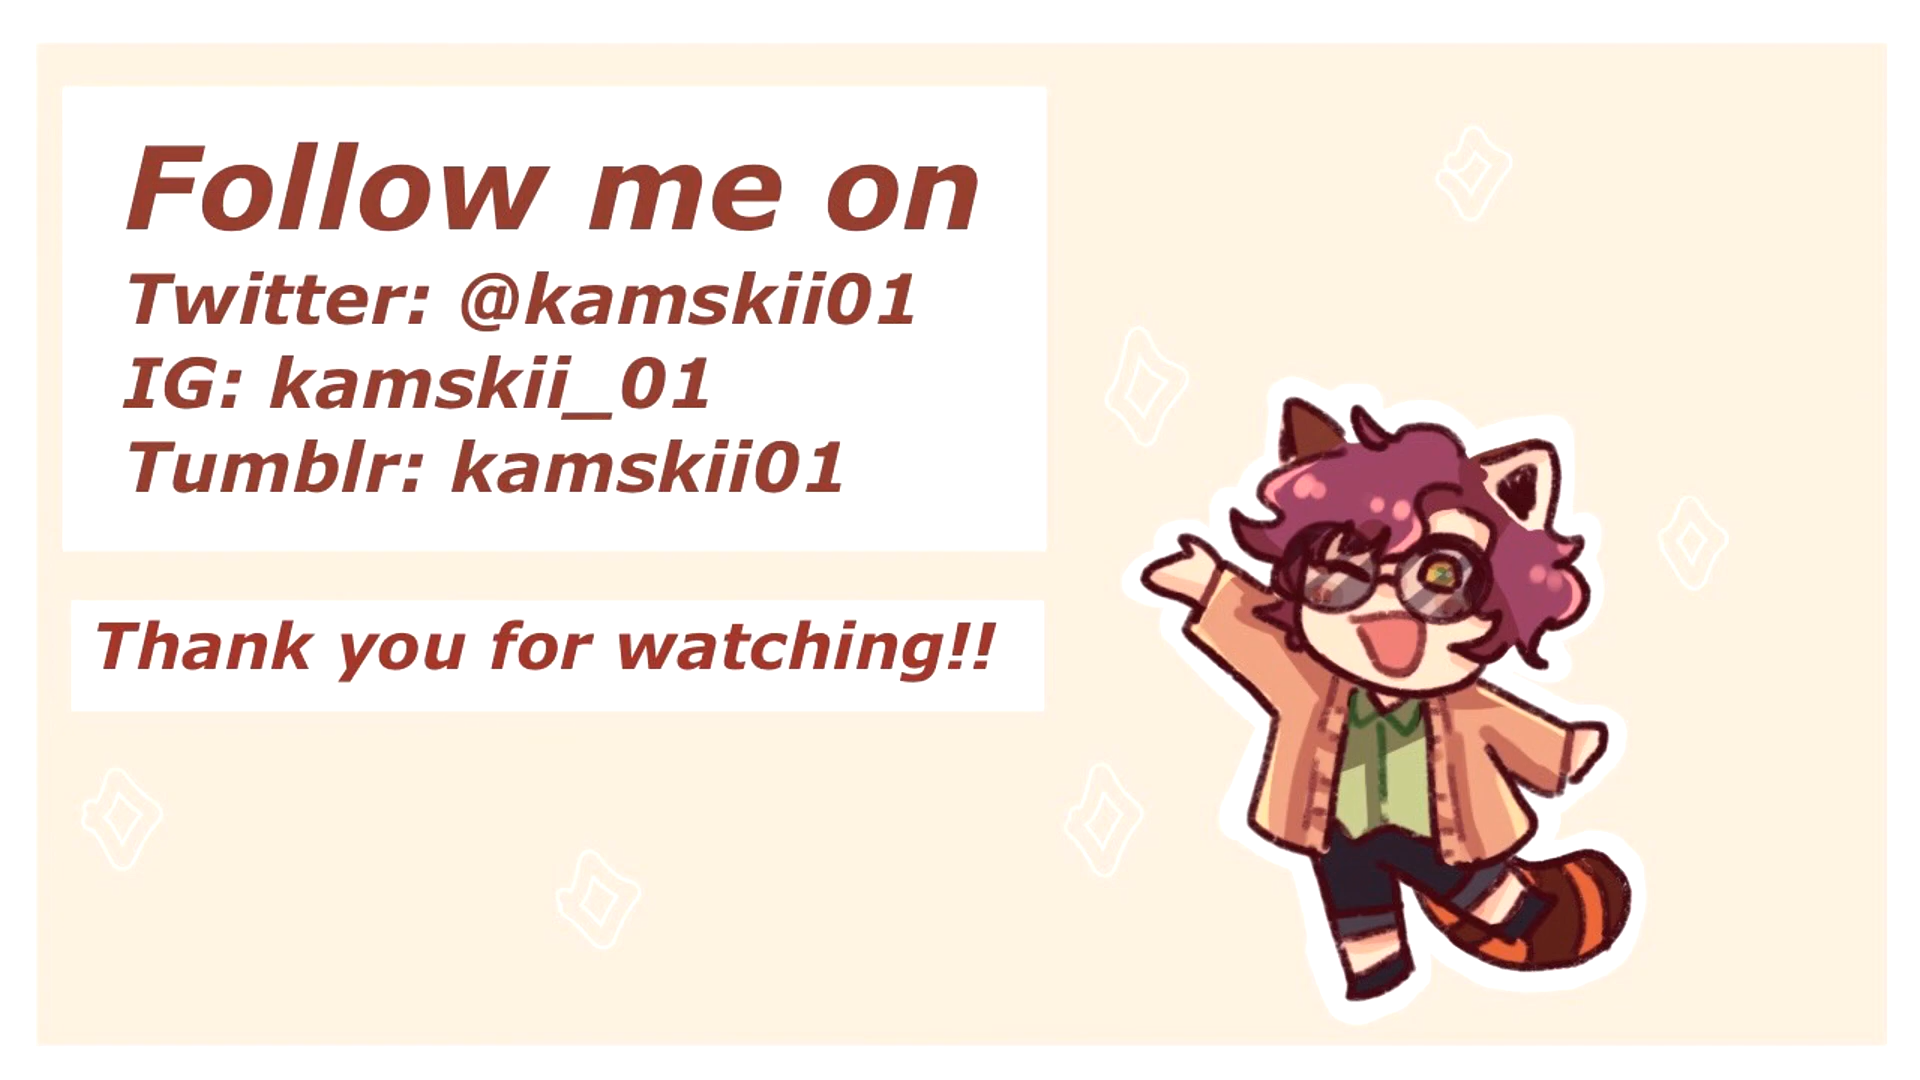 Follow me on
Twitter: @kamskii01
IG: kamskii_01
Tumblr: kamskii01
Thank you for watching!!